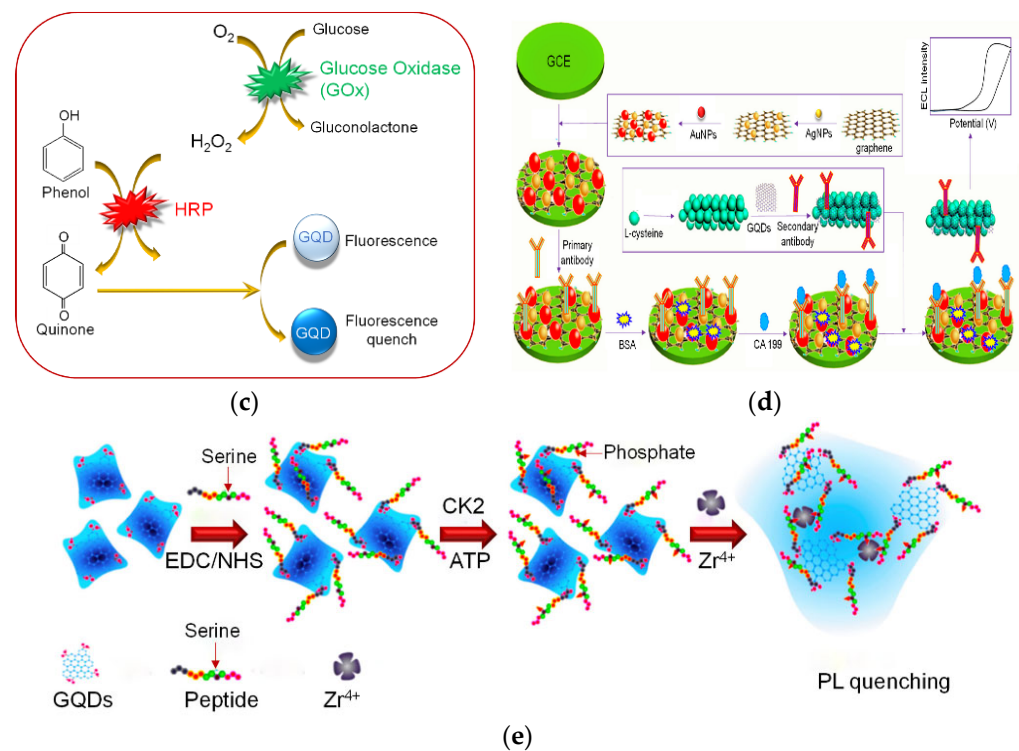 O2
Glucose
Glucose Oxidase
(GOx)
H2O2
Gluconolactone
OH
Phenol
HRP
O
O
Quinone
GQD
Fluorescence
GQD
Fluorescence
quench
(c)
GCE
ECL intensity
Potential (V)
AuNPs
AgNPs
graphene
L-cysteine
GQDs
Secondary
antibody
Primary
antibody
BSA
CA 199
(d)
Serine
EDC/NHS
CK2
ATP
Phosphate
Zr4+
PL quenching
Serine
GQDs
Peptide
Zr4+
(e)